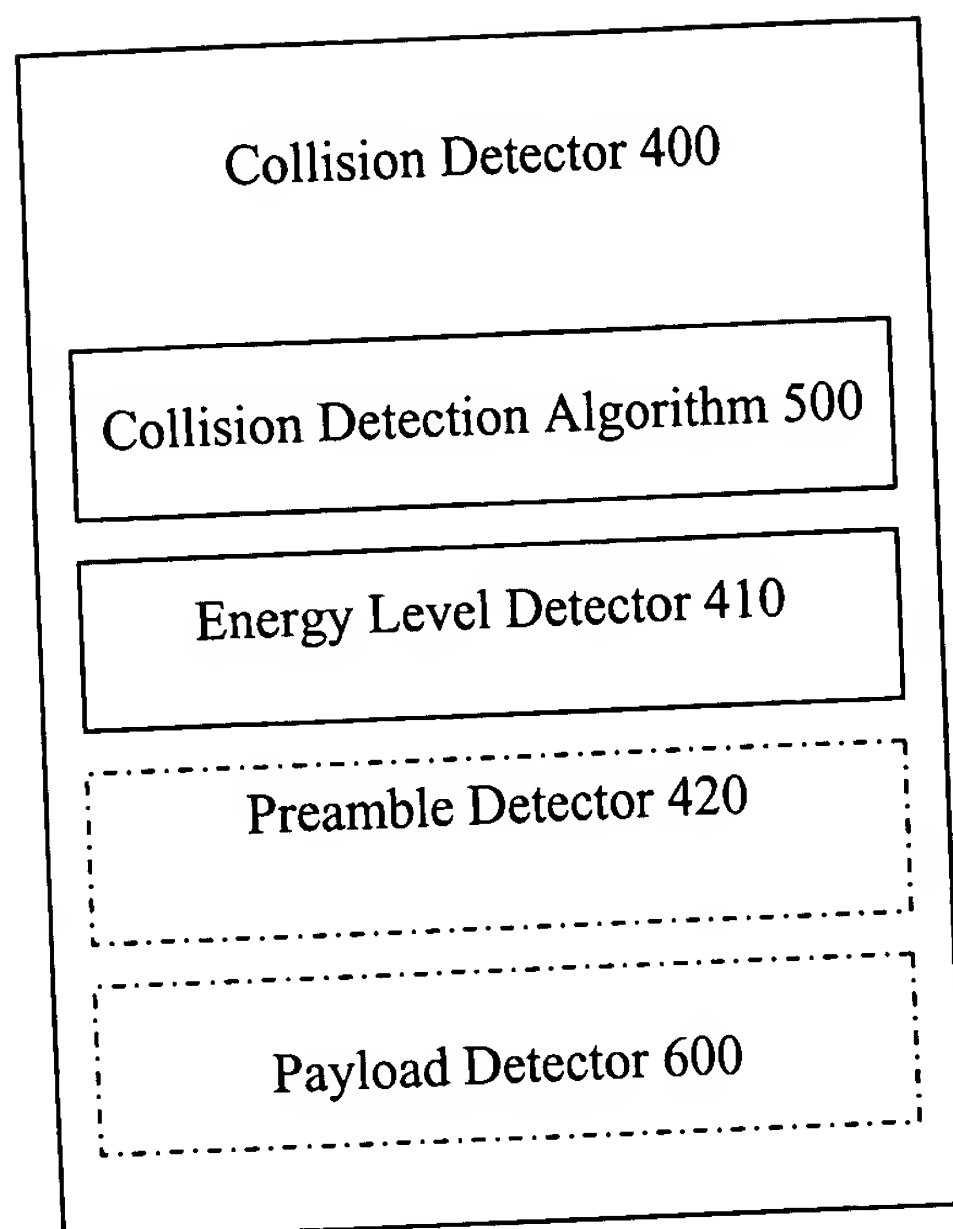 Collision Detector 400
Collision Detection Algorithm 500
Energy Level Detector 410
Preamble Detector 420
Payload Detector 600